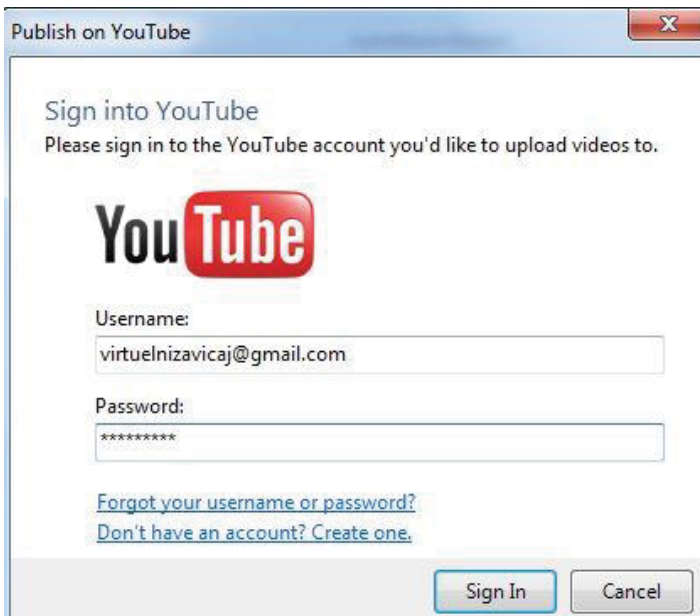 Publish on YouTube
Sign into YouTube
Please sign in to the YouTube account you'd like to upload videos to.
YouTube
Username:
virtuelnizavicaj@gmail.com
Password:
*********
Forgot your username or password?
Don't have an account? Create one.
Sign In Cancel